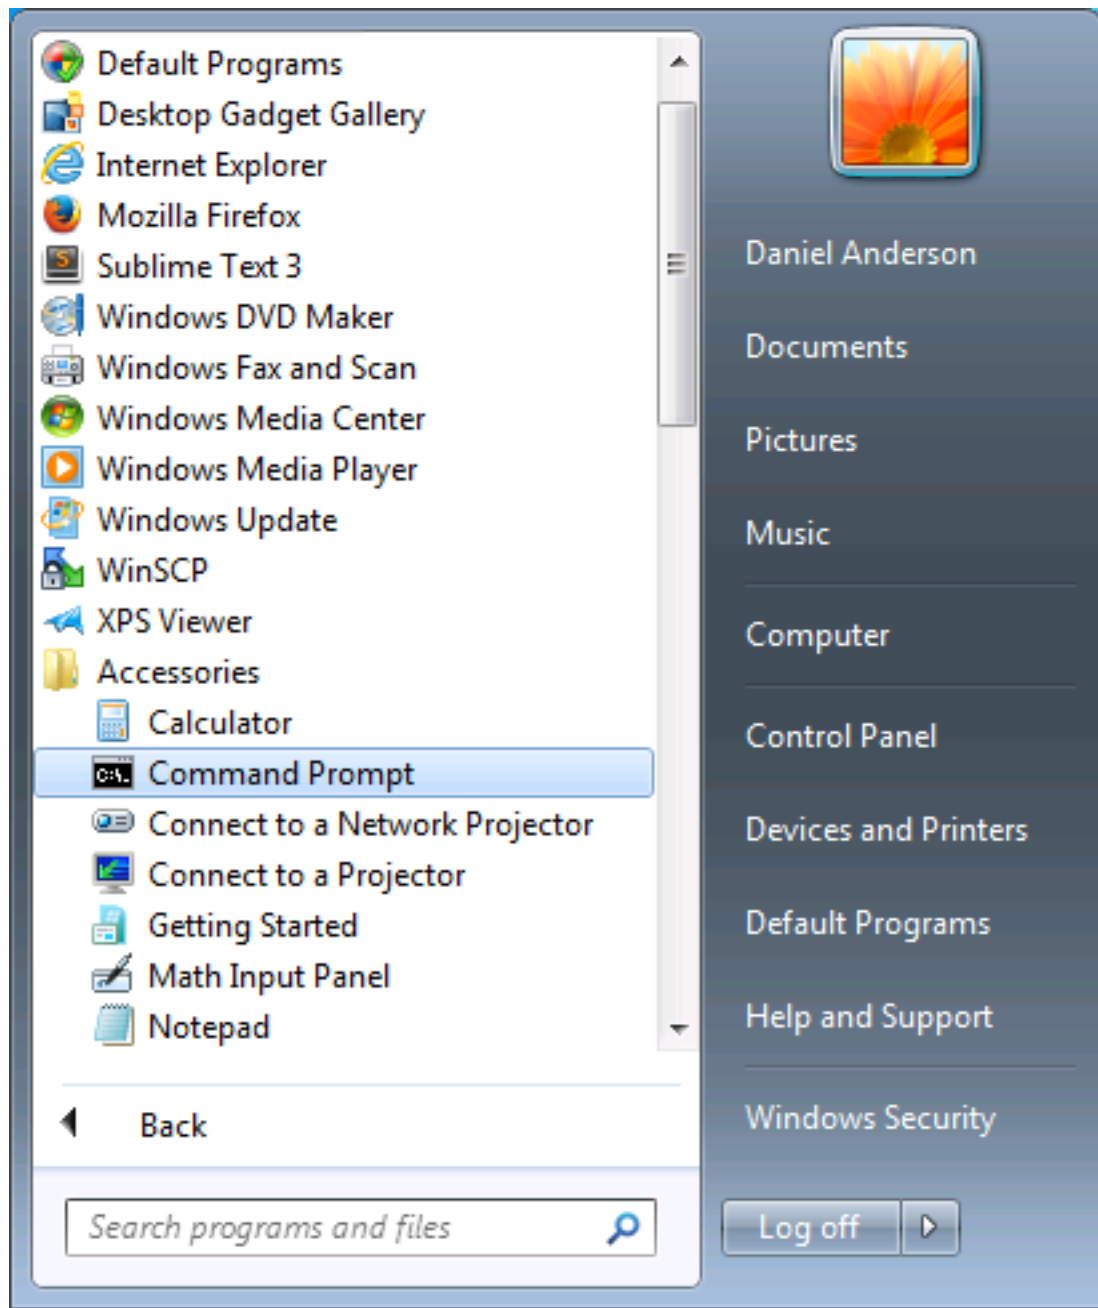 Default Programs
Desktop Gadget Gallery
Internet Explorer
Mozilla Firefox
Sublime Text 3
Windows DVD Maker
Windows Fax and Scan
Windows Media Center
Windows Media Player
Windows Update
WinSCP
XPS Viewer
Accessories
Calculator
C:\.
Command Prompt
Connect to a Network Projector
Connect to a Projector
Getting Started
Math Input Panel
Notepad
Back
Search programs and files
Daniel Anderson
Documents
Pictures
Music
Computer
Control Panel
Devices and Printers
Default Programs
Help and Support
Windows Security
Log off